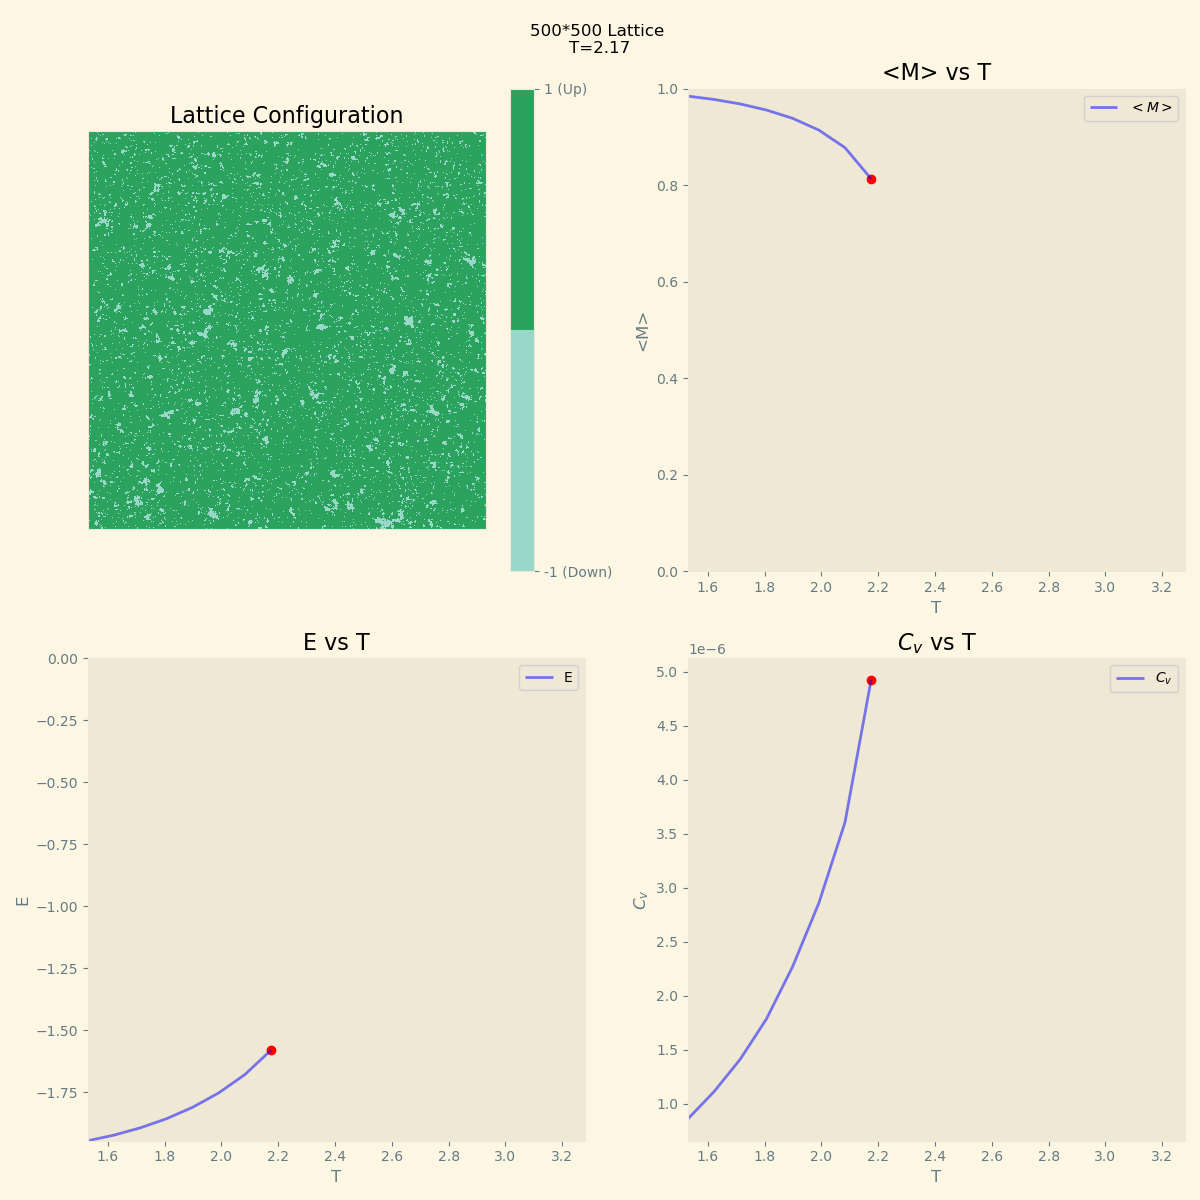 500*500 Lattice
T=2.17
Lattice Configuration
1 (Up)
-1 (Down)
<M> vs T
<M>
1.0
0.8
0.6
0.4
0.2
0.0
<M>
1.6 1.8 2.0 2.2 2.4 2.6 2.8 3.0 3.2
T
E vs T
E
0.00
−0.25
−0.50
−0.75
−1.00
−1.25
−1.50
−1.75
E
1.6 1.8 2.0 2.2 2.4 2.6 2.8 3.0 3.2
T
Cv vs T
1e−6
Cv
5.0
4.5
4.0
3.5
3.0
2.5
2.0
1.5
1.0
Cv
1.6 1.8 2.0 2.2 2.4 2.6 2.8 3.0 3.2
T